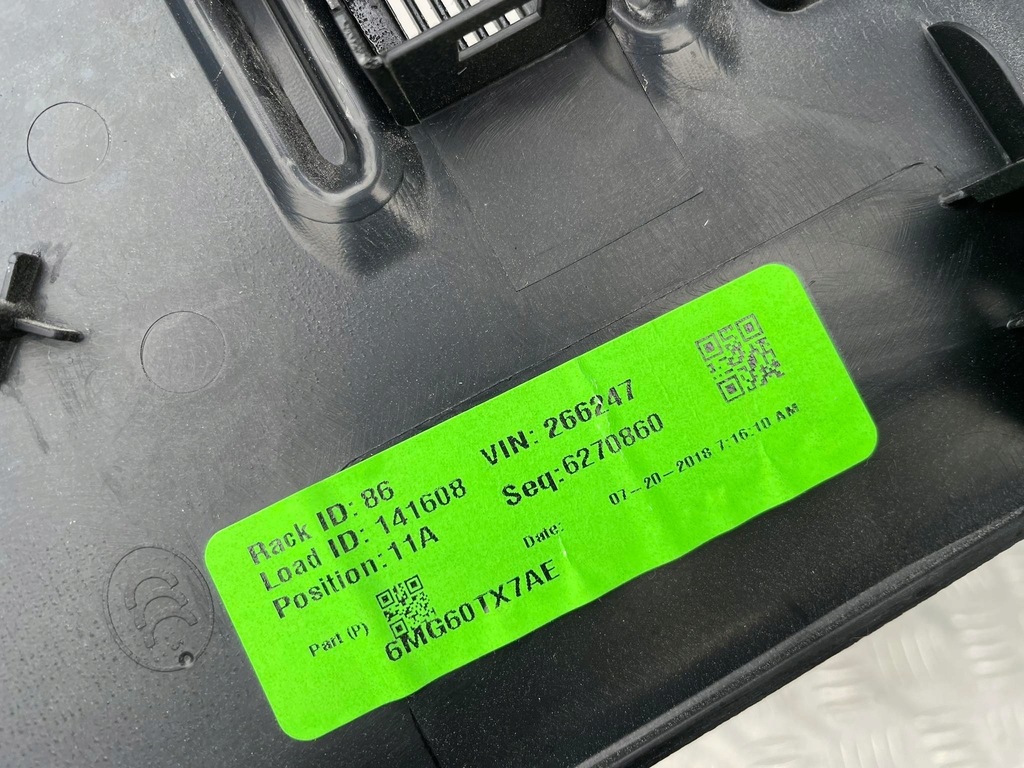 Rack ID: 86
Load ID: 141608
Position: 11A
VIN: 266247
Seq: 6270860
Date: 07-20-2018 7:16:10 AM
Part (P)
6MG60TX7AE
CCC